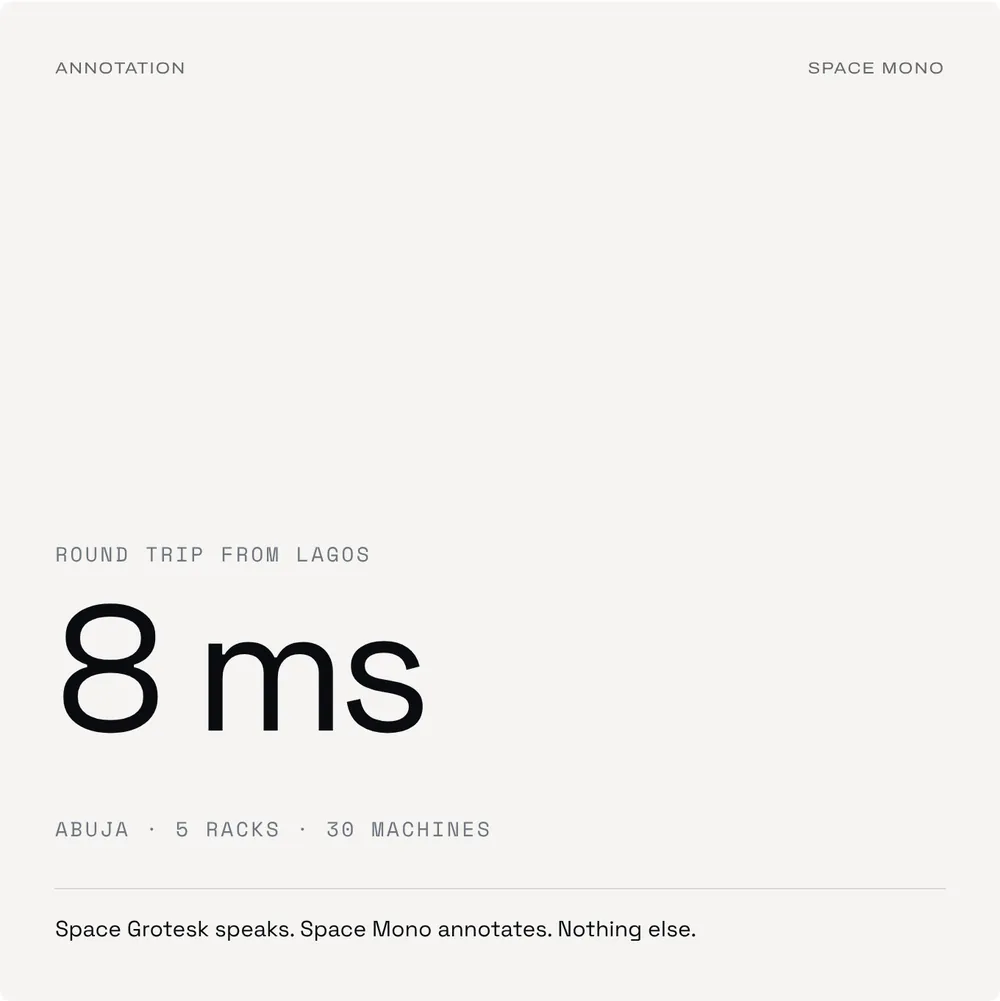 ANNOTATION
SPACE MONO
ROUND TRIP FROM LAGOS
8 ms
ABUJA · 5 RACKS · 30 MACHINES
Space Grotesk speaks. Space Mono annotates. Nothing else.